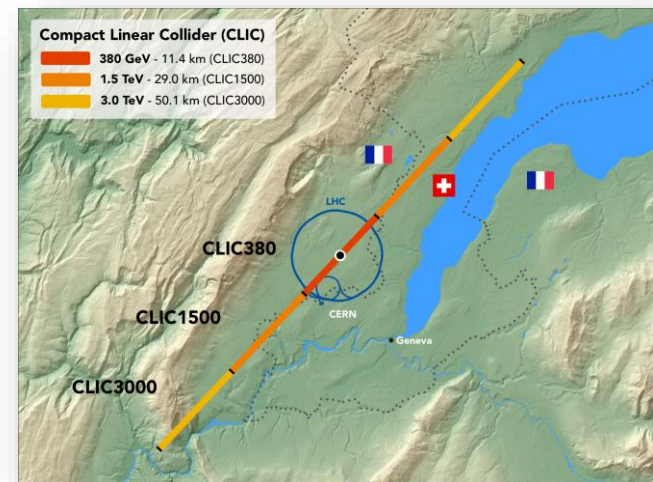 Compact Linear Collider (CLIC)
380 GeV - 11.4 km (CLIC380)
1.5 TeV - 29.0 km (CLIC1500)
3.0 TeV - 50.1 km (CLIC3000)
LHC
CLIC380
CLIC1500
CERN
Geneva
CLIC3000